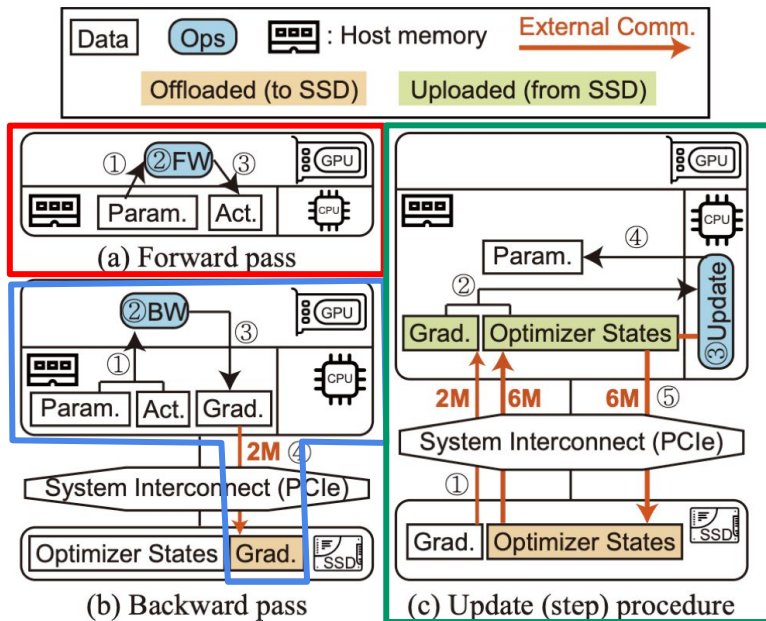 Data Ops : Host memory External Comm.
Offloaded (to SSD) Uploaded (from SSD)
① ②FW ③ GPU
Param. Act. CPU
(a) Forward pass
②BW ③ GPU
① CPU
Param. Act. Grad.
2M ④
System Interconnect (PCIe)
Optimizer States Grad. SSD
(b) Backward pass
GPU
CPU
④
Param.
②
Grad. Optimizer States ③Update
2M 6M 6M ⑤
System Interconnect (PCIe)
①
Grad. Optimizer States SSD
(c) Update (step) procedure